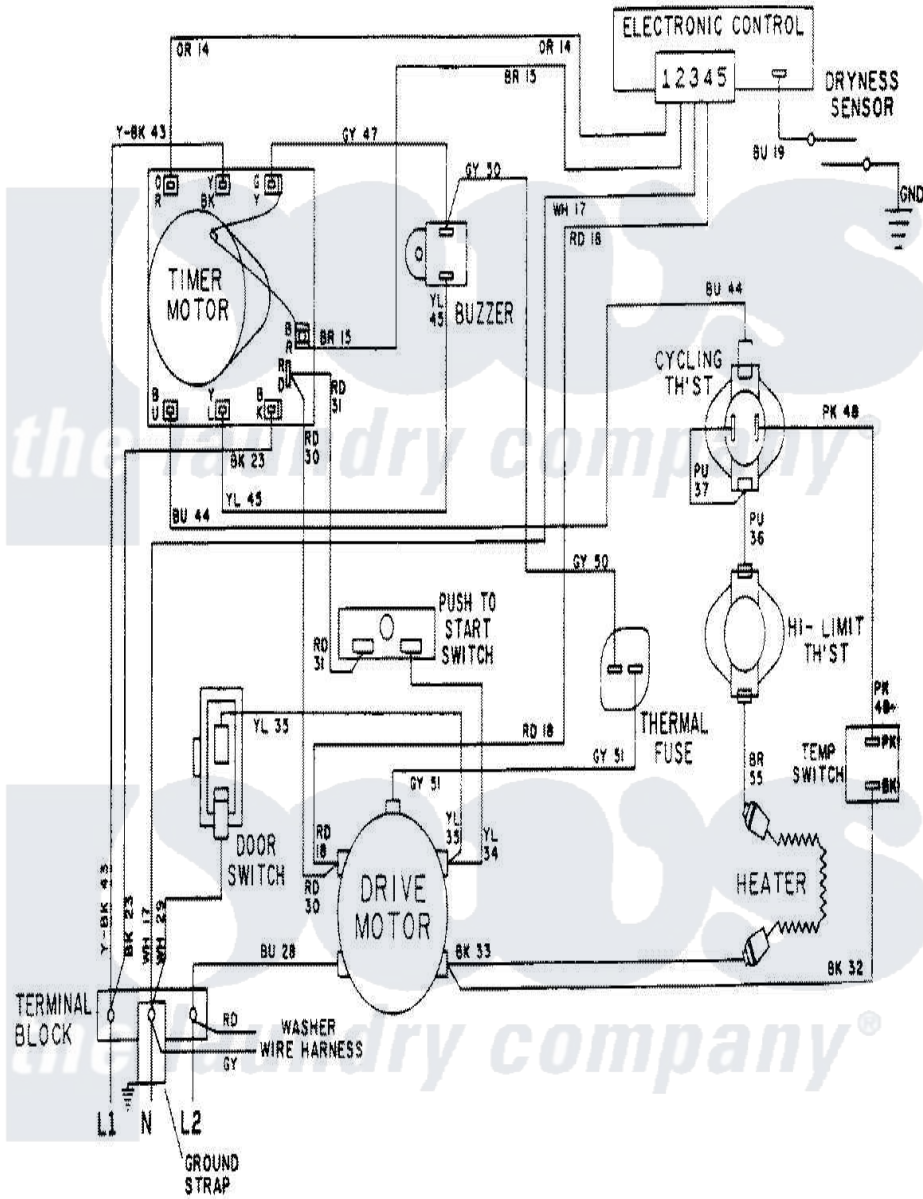 ELECTRONIC CONTROL
OR 14
OR 14
BR 15
12345
DRYNESS
SENSOR
Y-BK 43
GY 47
BU 19
GY 50
O
R
Y
BK
G
Y
GND
WH 17
RD 18
TIMER
MOTOR
YL
45
BUZZER
BU 44
B
R
BR 15
CYCLING
TH'ST
R
D
RD
31
B
U
Y
L
B
K
PK 48
RD
30
BK 23
PU
37
YL 45
BU 44
PU
36
GY 50
PUSH TO
START
SWITCH
RD
31
HI- LIMIT
TH'ST
YL 35
THERMAL
FUSE
PK
48
RD 18
GY 51
GY 51
BR
55
TEMP
SWITCH
PK
BK
DOOR
SWITCH
RD
18
YL
35
YL
34
RD
30
DRIVE
MOTOR
HEATER
Y-BK 43
BK 23
WH 17
WH 29
BU 28
BK 33
BK 32
TERMINAL
BLOCK
RD
WASHER
WIRE HARNESS
GY
L1
N
L2
GROUND
STRAP
the laundry company®
the laundry company®